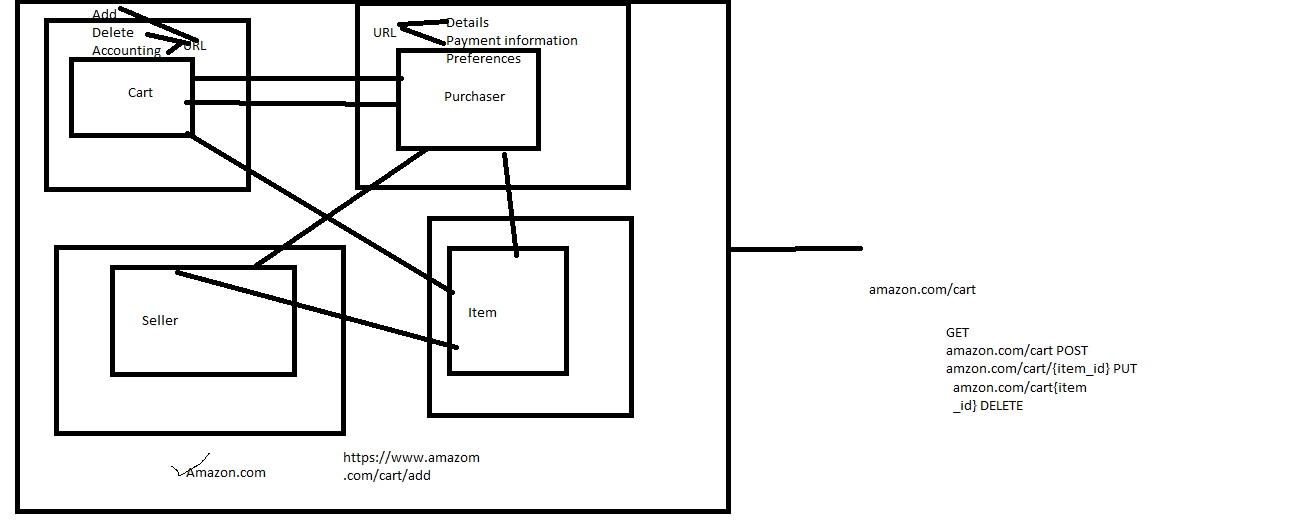 Add
Delete
Accounting
URL
Cart
URL
Details
Payment information
Preferences
Purchaser
Seller
Item
Amazon.com
https://www.amazom
.com/cart/add
amazon.com/cart
GET
amazon.com/cart POST
amzon.com/cart/{item_id} PUT
amzon.com/cart{item
_id} DELETE